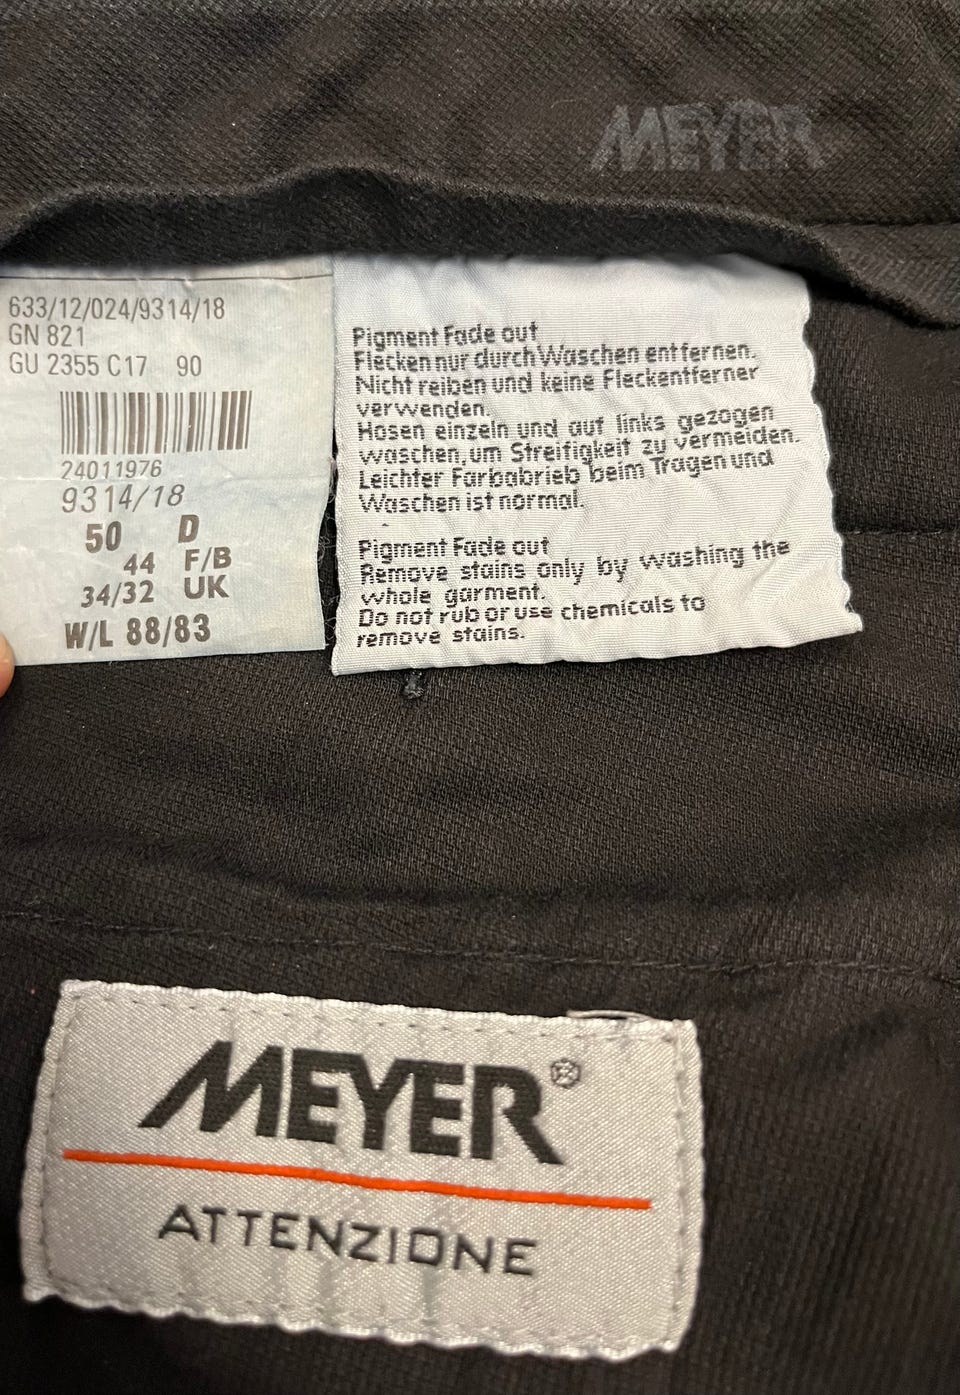 MEYER
633/12/024/9314/18
GN 821
GU 2355 C17 90
24011976
9314/18
50 D
44 F/B
34/32 UK
W/L 88/83
Pigment Fade out
Flecken nur durch Waschen entfernen.
Nicht reiben und keine Fleckentferner
verwenden.
Hosen einzeln und auf links gezogen
waschen, um Streifigkeit zu vermeiden.
Leichter Farbabrieb beim Tragen und
Waschen ist normal.
Pigment Fade out
Remove stains only by washing the
whole garment.
Do not rub or use chemicals to
remove stains.
MEYER®
ATTENZIONE